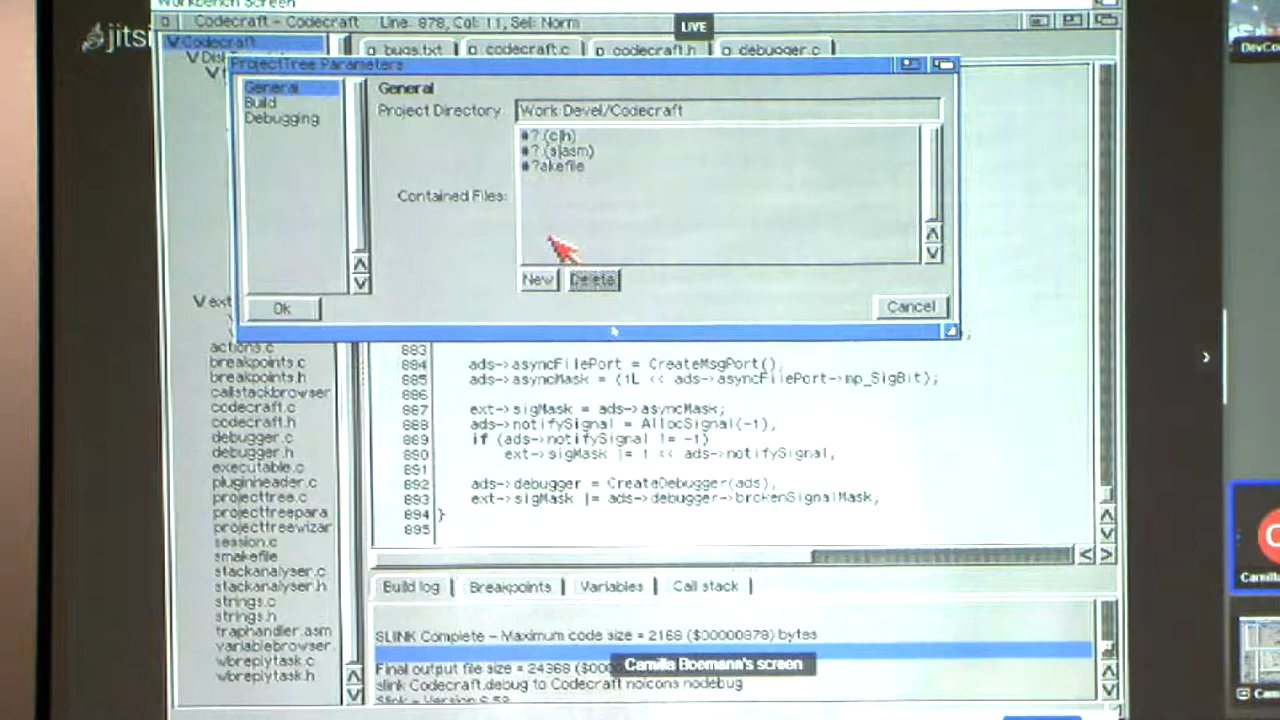 Workbench Screen
Codecraft - Codecraft Line: 878, Col: 11, Sel: Norm
LIVE
jitsi
DevCo
Codecraft
bugs.txt
codecraft.c
codecraft.h
debugger.c
ProjectTree Parameters
General
Build
Debugging
General
Project Directory:
Work:Devel/Codecraft
#?.(c|h)
#?.(s|asm)
#?akefile
Contained Files:
New
Delete
Ok
Cancel
ext
actions.c
breakpoints.c
breakpoints.h
callstackbrowser
codecraft.c
codecraft.h
debugger.c
debugger.h
executable.c
pluginheader.c
projecttree.c
projecttreepara
projecttreewizar
session.c
smakefile
stackanalyser.c
stackanalyser.h
strings.c
strings.h
traphandler.asm
variablebrowser.
wbreplytask.c
wbreplytask.h
883
884 ads->asyncFilePort = CreateMsgPort();
885 ads->asyncMask = (1L << ads->asyncFilePort->mp_SigBit);
886
887 ext->sigMask = ads->asyncMask;
888 ads->notifySignal = AllocSignal(-1);
889 if (ads->notifySignal != -1)
890 ext->sigMask |= 1 << ads->notifySignal;
891
892 ads->debugger = CreateDebugger(ads);
893 ext->sigMask |= ads->debugger->brokenSignalMask;
894 }
895
Build log
Breakpoints
Variables
Call stack
SLINK Complete - Maximum code size = 2168 ($00000878) bytes
Final output file size = 24368 ($000
Camilla Boemann's screen
slink Codecraft.debug to Codecraft noicons nodebug
C
Camilla
Cam